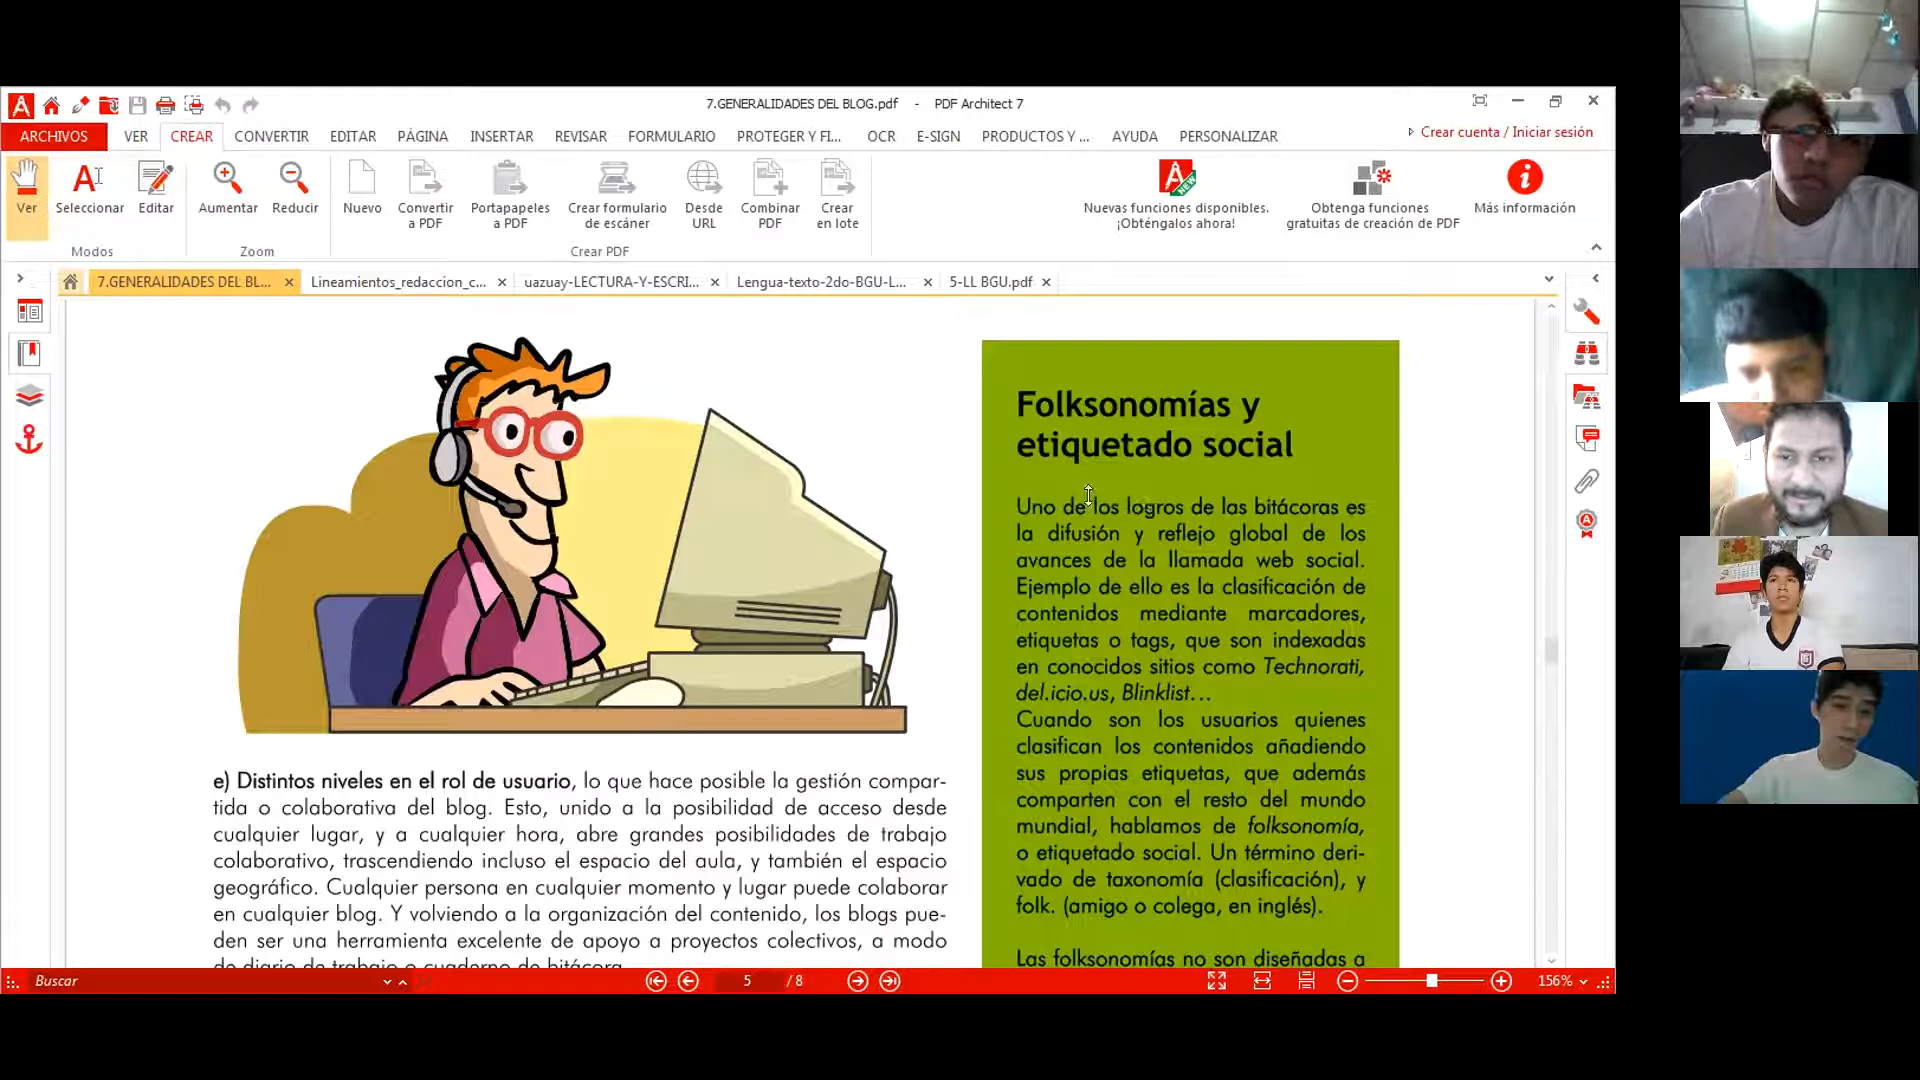 7.GENERALIDADES DEL BLOG.pdf - PDF Architect 7
ARCHIVOS VER CREAR CONVERTIR EDITAR PÁGINA INSERTAR REVISAR FORMULARIO PROTEGER Y FI... OCR E-SIGN PRODUCTOS Y ... AYUDA PERSONALIZAR Crear cuenta / Iniciar sesión
Ver Seleccionar Editar Aumentar Reducir Nuevo Convertir a PDF Portapapeles a PDF Crear formulario de escáner Desde URL Combinar PDF Crear en lote
NEW
Nuevas funciones disponibles. ¡Obténgalos ahora! Obtenga funciones gratuitas de creación de PDF Más información
Modos Zoom Crear PDF
7.GENERALIDADES DEL BL... Lineamientos_redaccion_c... uazuay-LECTURA-Y-ESCRI... Lengua-texto-2do-BGU-L... 5-LL BGU.pdf
e) Distintos niveles en el rol de usuario, lo que hace posible la gestión compar-
tida o colaborativa del blog. Esto, unido a la posibilidad de acceso desde
cualquier lugar, y a cualquier hora, abre grandes posibilidades de trabajo
colaborativo, trascendiendo incluso el espacio del aula, y también el espacio
geográfico. Cualquier persona en cualquier momento y lugar puede colaborar
en cualquier blog. Y volviendo a la organización del contenido, los blogs pue-
den ser una herramienta excelente de apoyo a proyectos colectivos, a modo
de diario de trabajo o cuaderno de bitácora.
Folksonomías y
etiquetado social
Uno de los logros de las bitácoras es
la difusión y reflejo global de los
avances de la llamada web social.
Ejemplo de ello es la clasificación de
contenidos mediante marcadores,
etiquetas o tags, que son indexadas
en conocidos sitios como Technorati,
del.icio.us, Blinklist...
Cuando son los usuarios quienes
clasifican los contenidos añadiendo
sus propias etiquetas, que además
comparten con el resto del mundo
mundial, hablamos de folksonomía,
o etiquetado social. Un término deri-
vado de taxonomía (clasificación), y
folk. (amigo o colega, en inglés).
Las folksonomías no son diseñadas a
Buscar 5 / 8 156%